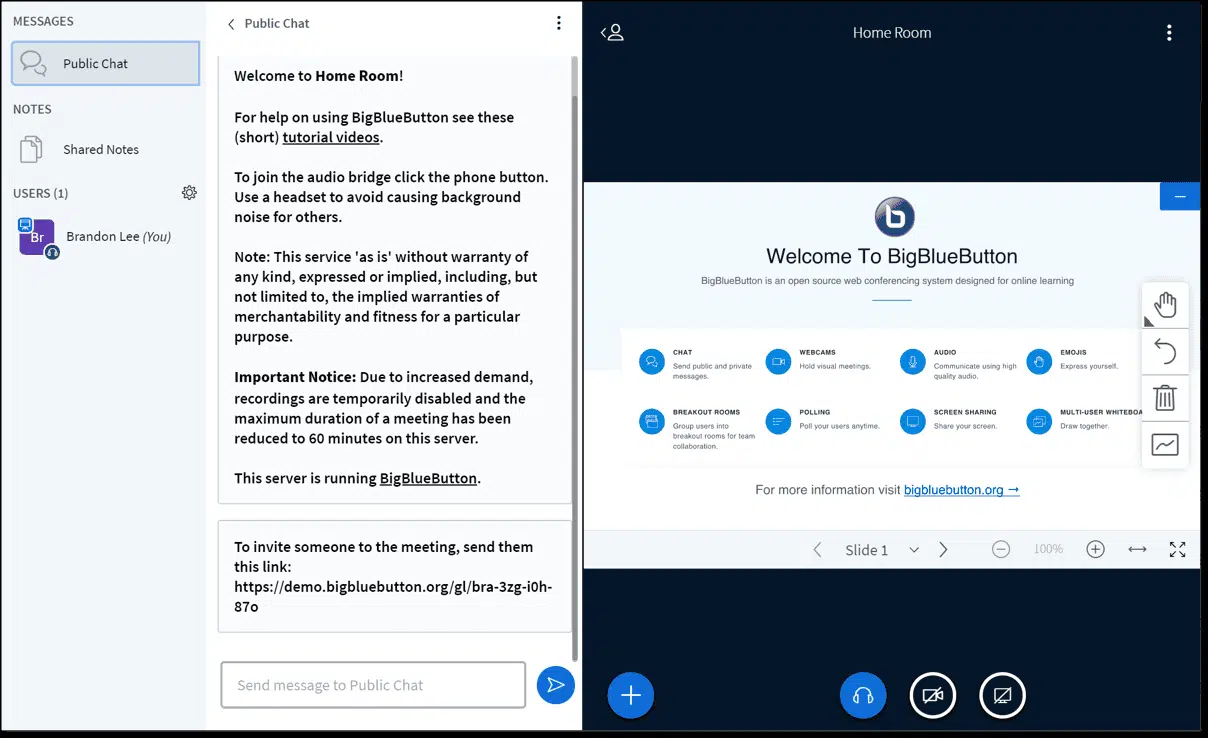 MESSAGES
Public Chat
NOTES
Shared Notes
USERS (1)
Br
Brandon Lee (You)
Public Chat
Welcome to Home Room!
For help on using BigBlueButton see these
(short) tutorial videos.
To join the audio bridge click the phone button.
Use a headset to avoid causing background
noise for others.
Note: This service 'as is' without warranty of
any kind, expressed or implied, including, but
not limited to, the implied warranties of
merchantability and fitness for a particular
purpose.
Important Notice: Due to increased demand,
recordings are temporarily disabled and the
maximum duration of a meeting has been
reduced to 60 minutes on this server.
This server is running BigBlueButton.
To invite someone to the meeting, send them
this link:
https://demo.bigbluebutton.org/gl/bra-3zg-i0h-
87o
Send message to Public Chat
Home Room
b
Welcome To BigBlueButton
BigBlueButton is an open source web conferencing system designed for online learning
CHAT
Send public and private
messages.
WEBCAMS
Hold visual meetings.
AUDIO
Communicate using high
quality audio.
EMOJIS
Express yourself.
BREAKOUT ROOMS
Group users into
breakout rooms for team
collaboration.
POLLING
Poll your users anytime.
SCREEN SHARING
Share your screen.
MULTI-USER WHITEBOA
Draw together.
For more information visit bigbluebutton.org →
Slide 1
100%